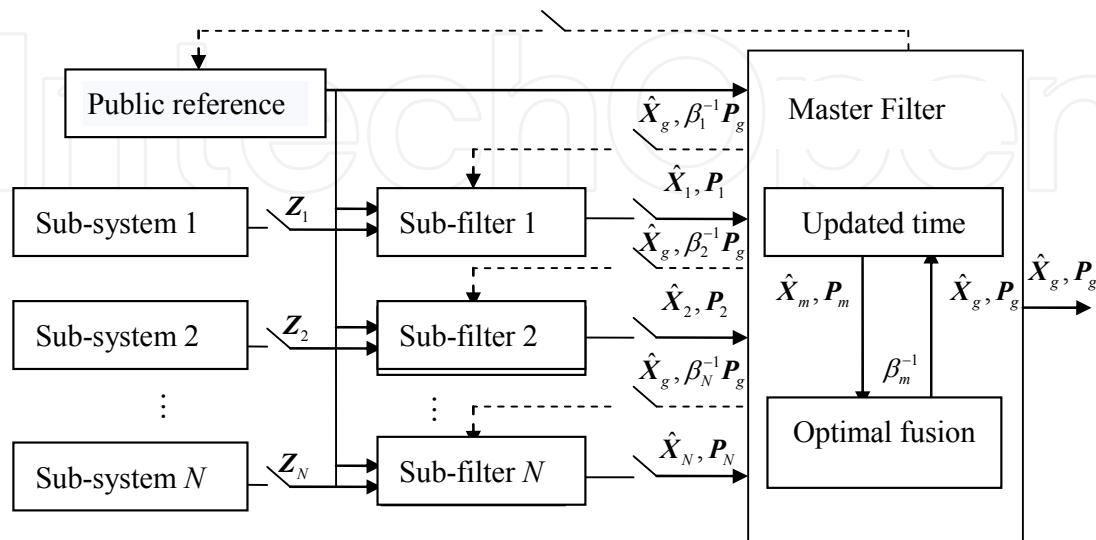 IntechOpen
Public reference
Master Filter
X̂_g, β_1^{-1} P_g
Sub-system 1
Z_1
Sub-filter 1
X̂_1, P_1
Updated time
X̂_g, β_2^{-1} P_g
X̂_m, P_m
X̂_g, P_g
X̂_g, P_g
Sub-system 2
Z_2
Sub-filter 2
X̂_2, P_2
X̂_g, β_N^{-1} P_g
β_m^{-1}
⋮
⋮
Sub-system N
Z_N
Sub-filter N
X̂_N, P_N
Optimal fusion